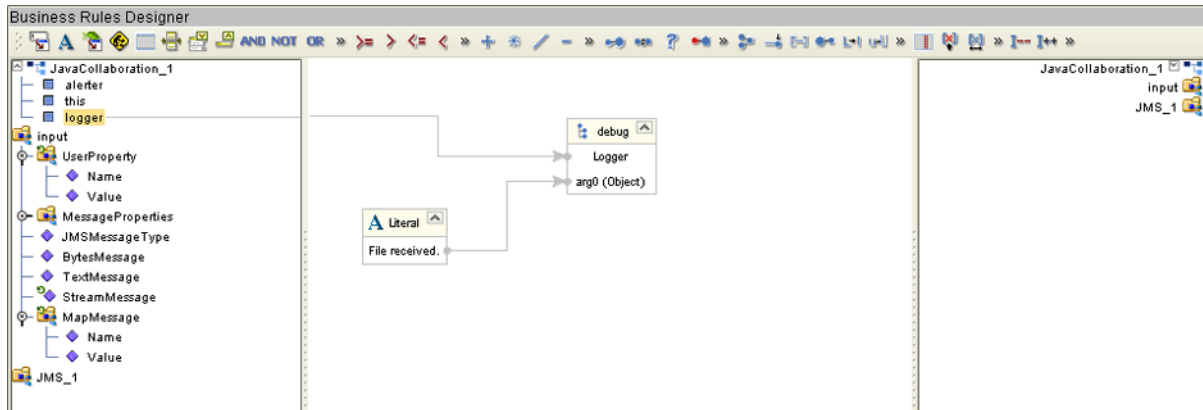 Business Rules Designer
A AND NOT OR » >= > <= < » + * / - » ? » » » I-- I++ »
JavaCollaboration_1
alerter
this
logger
input
UserProperty
Name
Value
MessageProperties
JMSMessageType
BytesMessage
TextMessage
StreamMessage
MapMessage
Name
Value
JMS_1
debug
Logger
arg0 (Object)
A Literal
File received.
JavaCollaboration_1
input
JMS_1